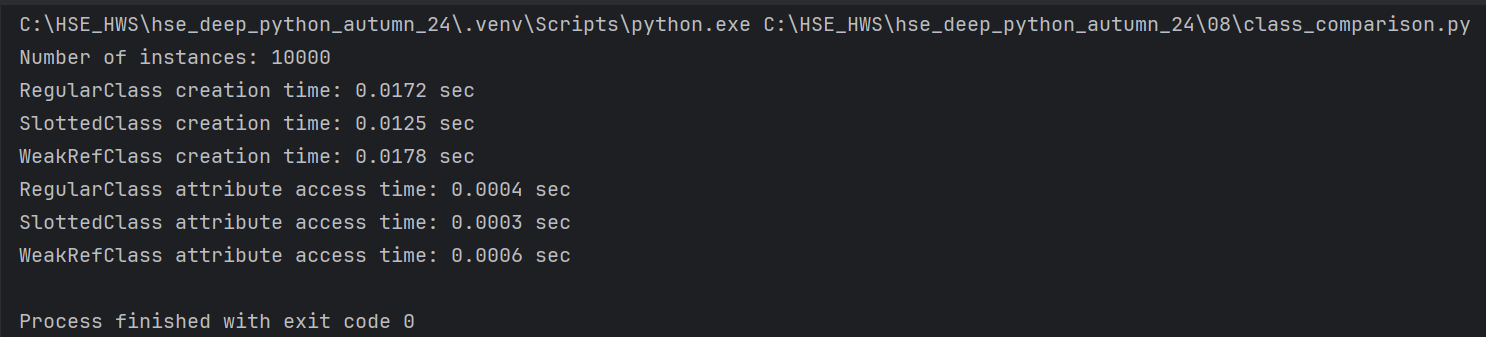 C:\HSE_HWS\hse_deep_python_autumn_24\.venv\Scripts\python.exe C:\HSE_HWS\hse_deep_python_autumn_24\08\class_comparison.py
Number of instances: 10000
RegularClass creation time: 0.0172 sec
SlottedClass creation time: 0.0125 sec
WeakRefClass creation time: 0.0178 sec
RegularClass attribute access time: 0.0004 sec
SlottedClass attribute access time: 0.0003 sec
WeakRefClass attribute access time: 0.0006 sec
Process finished with exit code 0